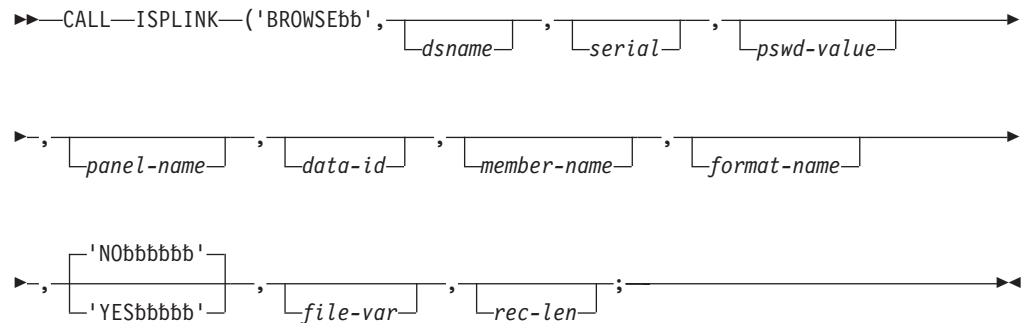 CALL ISPLINK ('BROWSEƀƀ', dsname , serial , pswd-value
, panel-name , data-id , member-name , format-name
, 'NOƀƀƀƀƀƀ'
'YESƀƀƀƀƀ' , file-var , rec-len ;